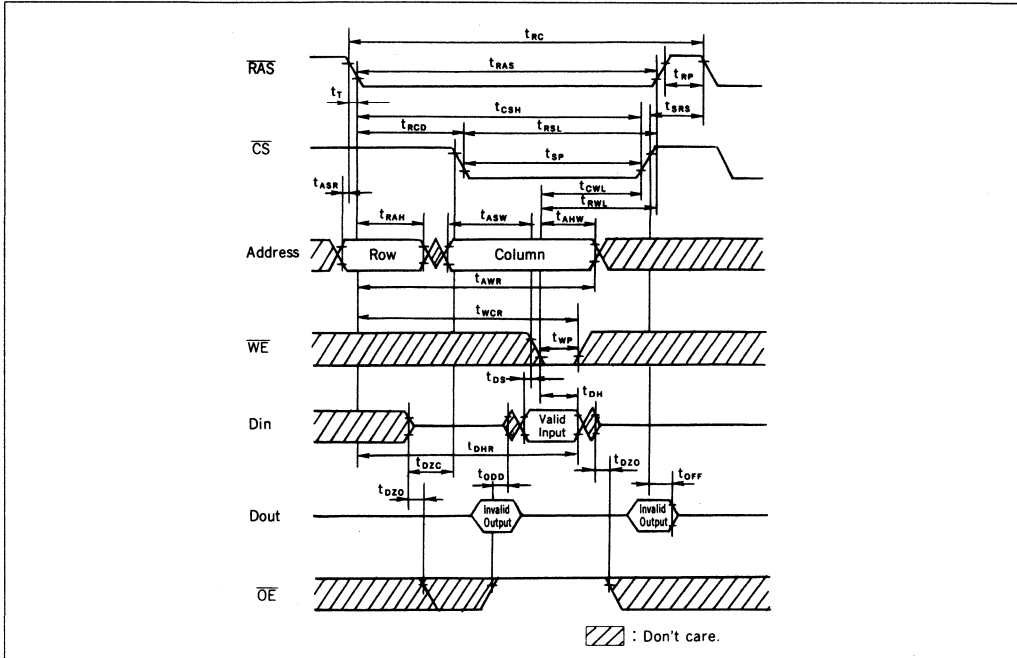 tRC
RAS
tRAS
tRP
tT
tCSH
tSRS
tRCD
tRSL
CS
tSP
tASR
tCWL
tRWL
tRAH
tASW
tAHW
Address
Row
Column
tAWR
tWCR
WE
tWP
tDS
tDH
Din
Valid
Input
tDHR
tDZC
tODD
tDZO
tOFF
tDZO
Dout
Invalid
Output
Invalid
Output
OE
: Don't care.